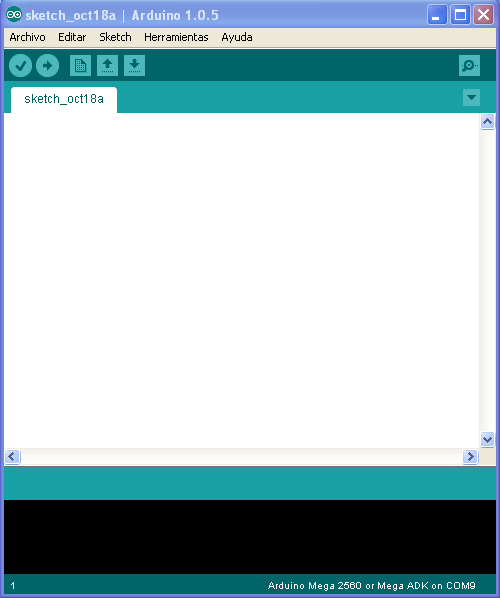 sketch_oct18a | Arduino 1.0.5
Archivo Editar Sketch Herramientas Ayuda
sketch_oct18a
1 Arduino Mega 2560 or Mega ADK on COM9